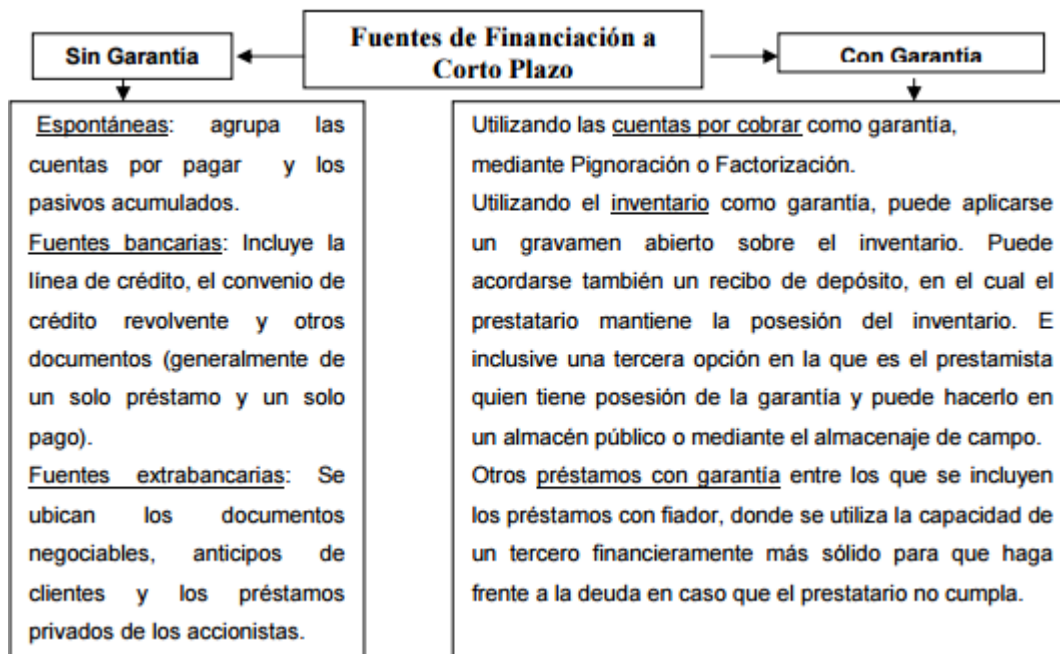 Fuentes de Financiación a
Corto Plazo
Sin Garantía
Con Garantía
Espontáneas: agrupa las
cuentas por pagar y los
pasivos acumulados.
Fuentes bancarias: Incluye la
línea de crédito, el convenio de
crédito revolvente y otros
documentos (generalmente de
un solo préstamo y un solo
pago).
Fuentes extrabancarias: Se
ubican los documentos
negociables, anticipos de
clientes y los préstamos
privados de los accionistas.
Utilizando las cuentas por cobrar como garantía,
mediante Pignoración o Factorización.
Utilizando el inventario como garantía, puede aplicarse
un gravamen abierto sobre el inventario. Puede
acordarse también un recibo de depósito, en el cual el
prestatario mantiene la posesión del inventario. E
inclusive una tercera opción en la que es el prestamista
quien tiene posesión de la garantía y puede hacerlo en
un almacén público o mediante el almacenaje de campo.
Otros préstamos con garantía entre los que se incluyen
los préstamos con fiador, donde se utiliza la capacidad de
un tercero financieramente más sólido para que haga
frente a la deuda en caso que el prestatario no cumpla.